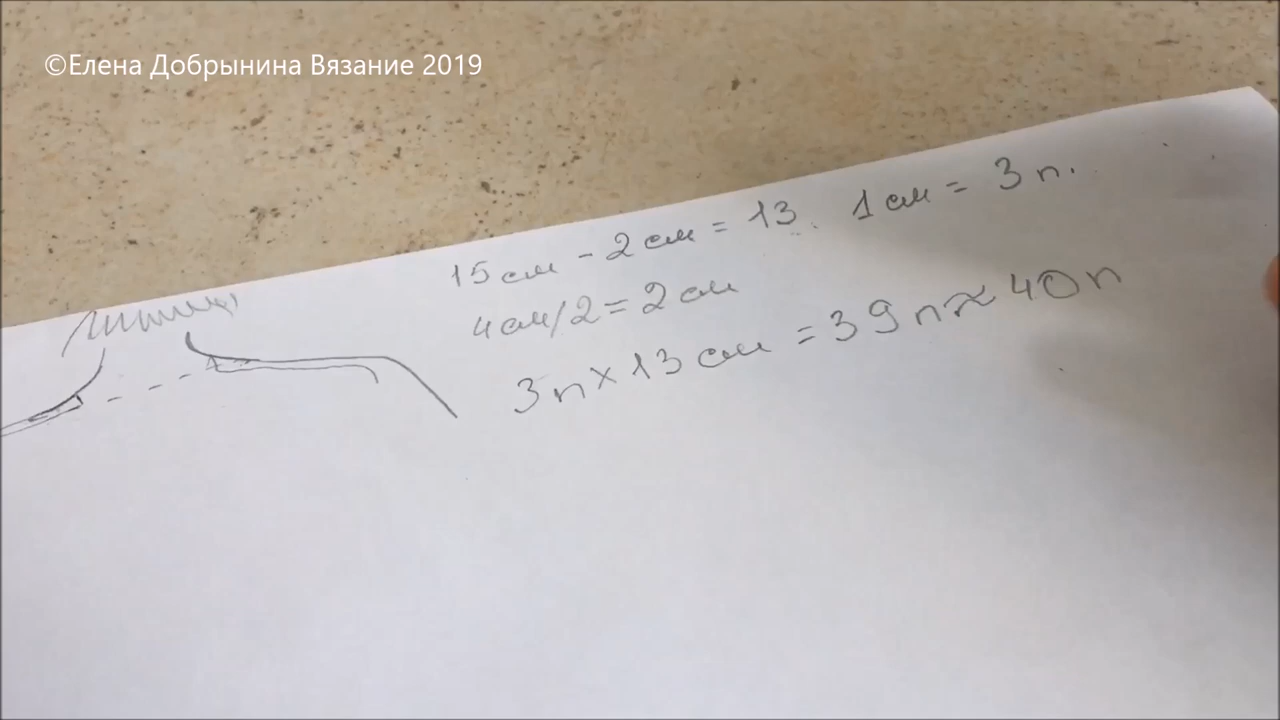 ©Елена Добрынина Вязание 2019
15 см - 2 см = 13 1 см = 3 п.
4 см/2 = 2 см
3 п × 13 см = 39 п ≈ 40 п